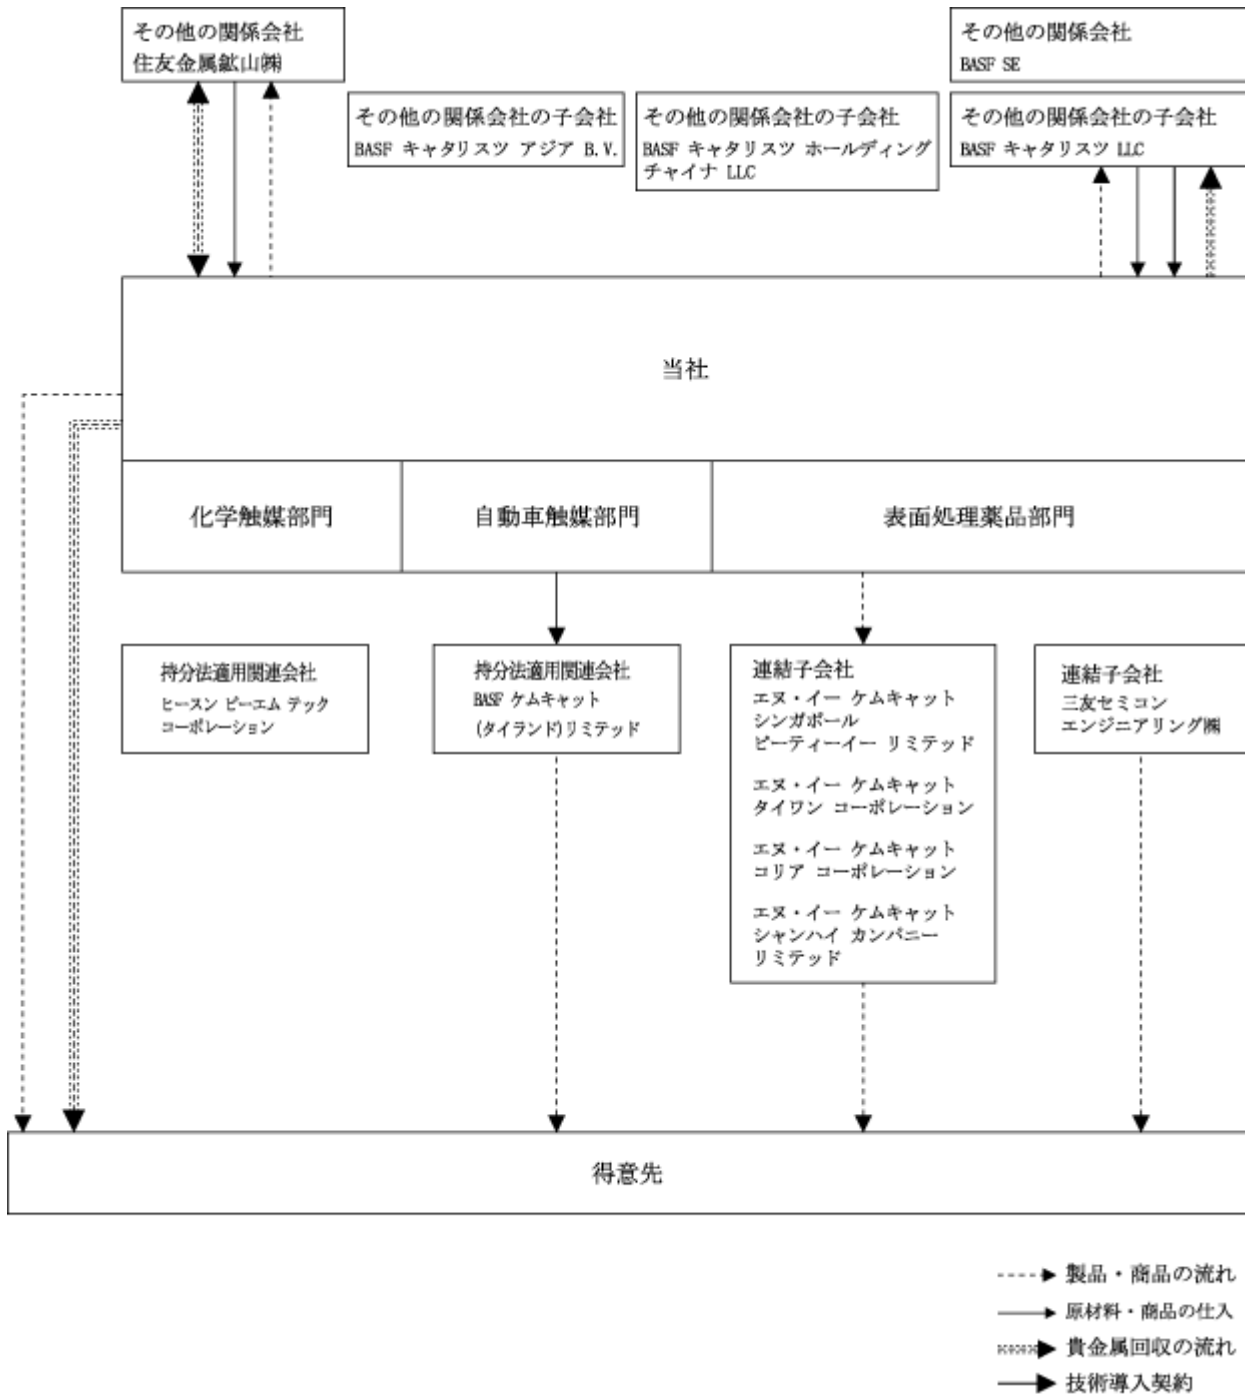 その他の関係会社
住友金属鉱山㈱
その他の関係会社
BASF SE
その他の関係会社の子会社
BASF キャタリスツ アジア B.V.
その他の関係会社の子会社
BASF キャタリスツ ホールディング
チャイナ LLC
その他の関係会社の子会社
BASF キャタリスツ LLC
当社
化学触媒部門
自動車触媒部門
表面処理薬品部門
持分法適用関連会社
ヒースン ピーエム テック
コーポレーション
持分法適用関連会社
BASF ケムキャット
(タイランド)リミテッド
連結子会社
エヌ・イー ケムキャット
シンガポール
ピーティーイー リミテッド
エヌ・イー ケムキャット
タイワン コーポレーション
エヌ・イー ケムキャット
コリア コーポレーション
エヌ・イー ケムキャット
シャンハイ カンパニー
リミテッド
連結子会社
三友セミコン
エンジニアリング㈱
得意先
製品・商品の流れ
原材料・商品の仕入
貴金属回収の流れ
技術導入契約